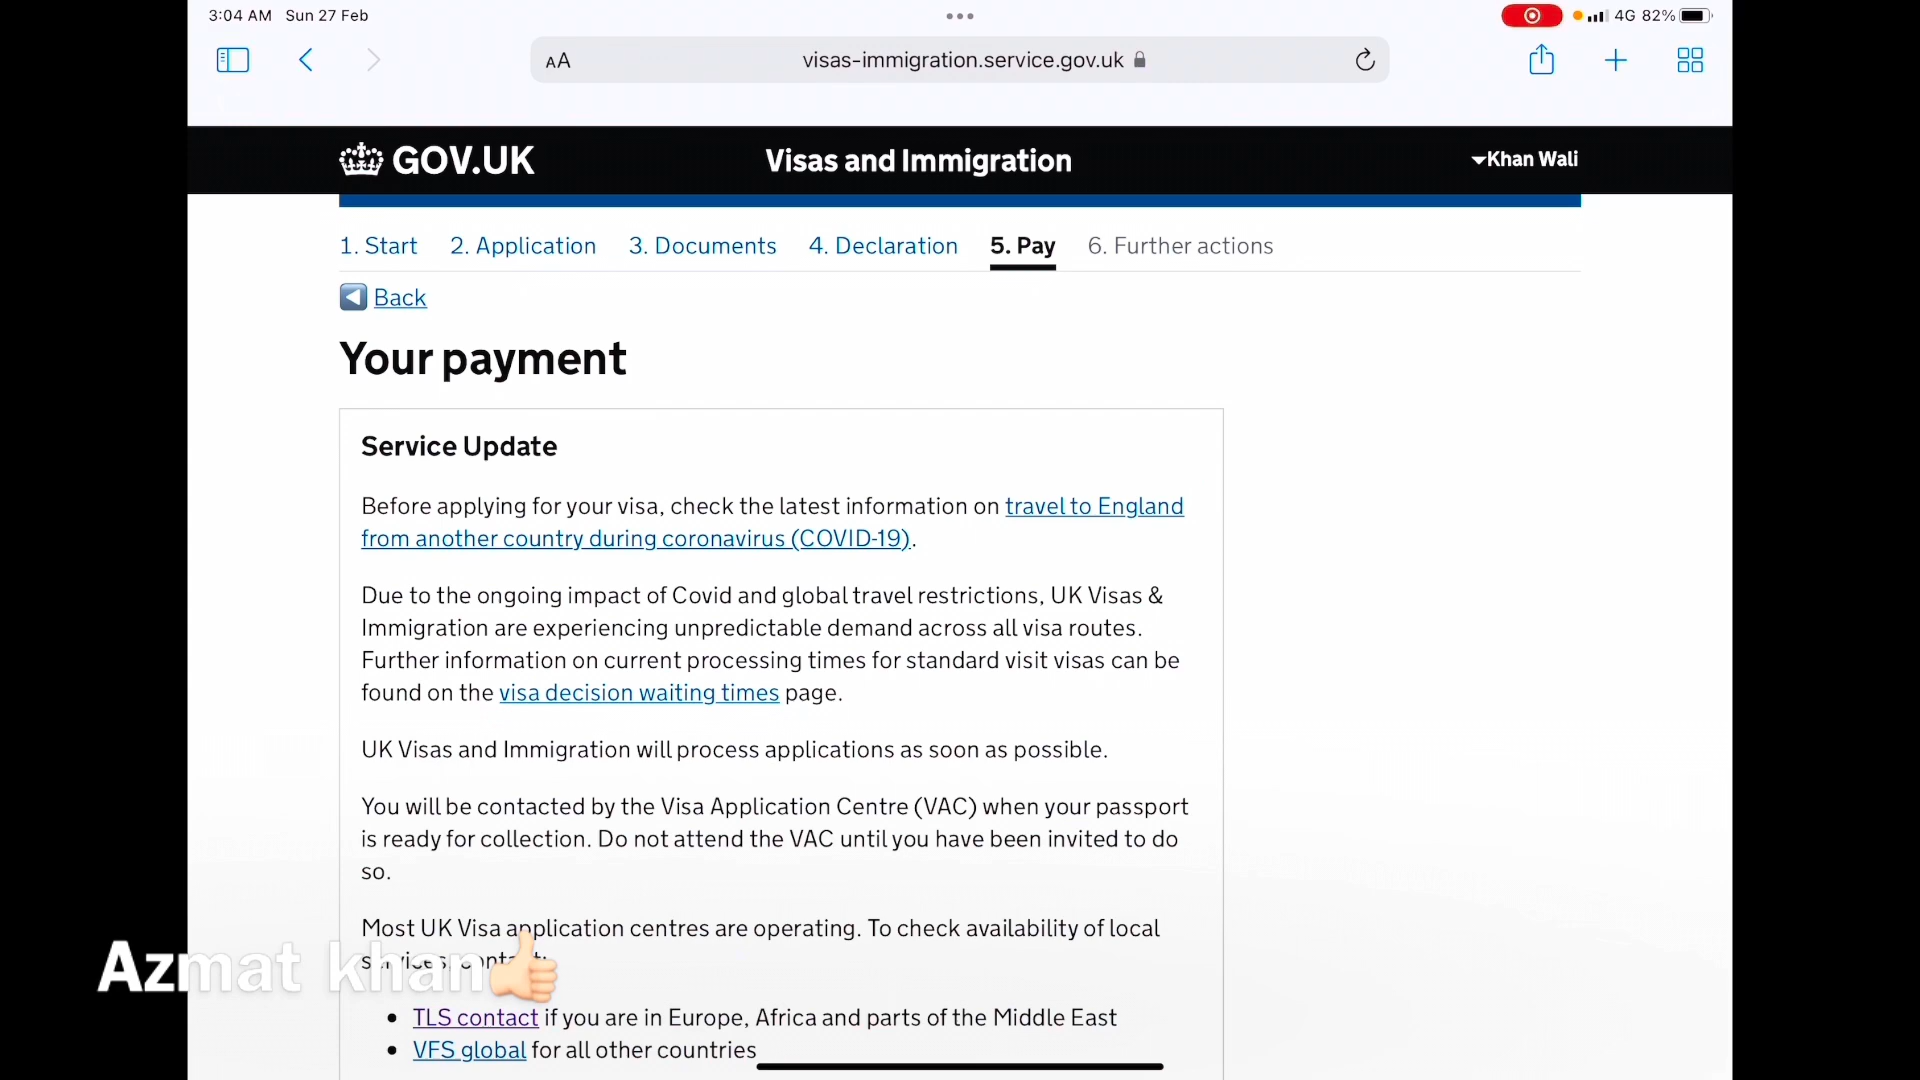 3:04 AM Sun 27 Feb
4G 82%
AA visas-immigration.service.gov.uk
GOV.UK Visas and Immigration Khan Wali
1. Start 2. Application 3. Documents 4. Declaration 5. Pay 6. Further actions
Back
Your payment
Service Update
Before applying for your visa, check the latest information on travel to England
from another country during coronavirus (COVID-19).
Due to the ongoing impact of Covid and global travel restrictions, UK Visas &
Immigration are experiencing unpredictable demand across all visa routes.
Further information on current processing times for standard visit visas can be
found on the visa decision waiting times page.
UK Visas and Immigration will process applications as soon as possible.
You will be contacted by the Visa Application Centre (VAC) when your passport
is ready for collection. Do not attend the VAC until you have been invited to do
so.
Most UK Visa application centres are operating. To check availability of local
services, contact:
Azmat khan
TLS contact if you are in Europe, Africa and parts of the Middle East
VFS global for all other countries